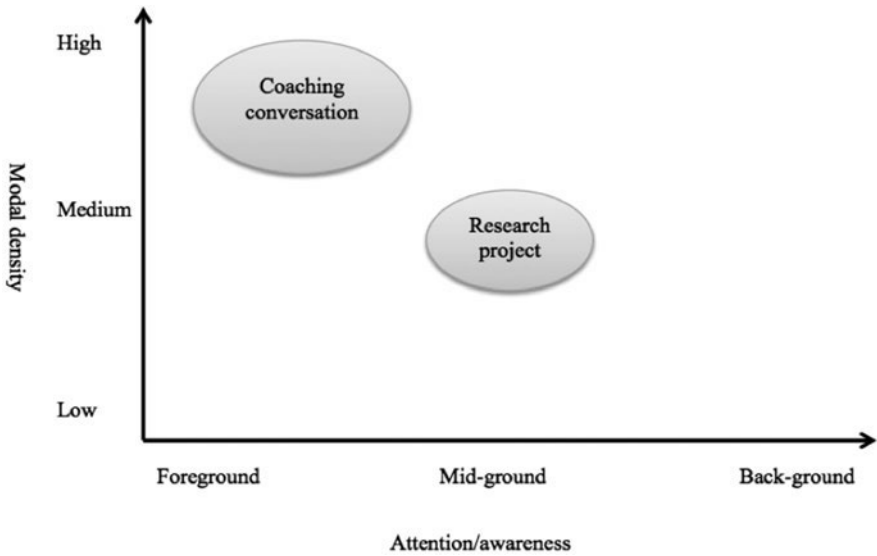 High
Coaching
conversation
Modal density
Medium
Research
project
Low
Foreground Mid-ground Back-ground
Attention/awareness